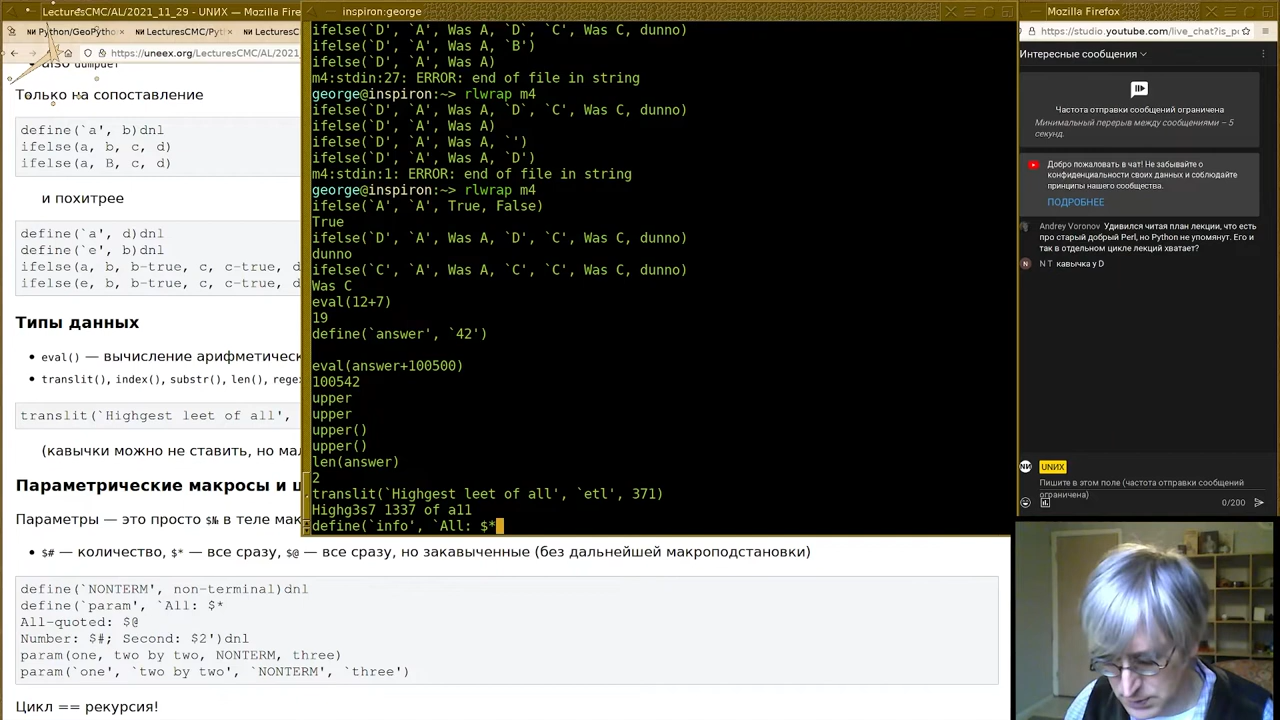 LecturesCMC/AL/2021_11_29 - UNИX — Mozilla Firef
Python/GeoPytho
LecturesCMC/Pyt
LecturesC
https://uneex.org/LecturesCMC/AL/2021
also dumpdef
Только на сопоставление
define(`a', b)dnl
ifelse(a, b, c, d)
ifelse(a, B, c, d)
и похитрее
define(`a', d)dnl
define(`e', b)dnl
ifelse(a, b, b-true, c, c-true, d
ifelse(e, b, b-true, c, c-true, d
Типы данных
eval() — вычисление арифметическ
translit(), index(), substr(), len(), rege
translit(`Highgest leet of all',
(кавычки можно не ставить, но мал
Параметрические макросы и ц
Параметры — это просто $№ в теле мак
$# — количество, $* — все сразу, $@ — все сразу, но закавыченные (без дальнейшей макроподстановки)
define(`NONTERM', non-terminal)dnl
define(`param', `All: $*
All-quoted: $@
Number: $#; Second: $2')dnl
param(one, two by two, NONTERM, three)
param(`one', `two by two', `NONTERM', `three')
Цикл == рекурсия!
inspiron:george
ifelse(`D', `A', Was A, `D', `C', Was C, dunno)
ifelse(`D', `A', Was A, `B')
ifelse(`D', `A', Was A)
m4:stdin:27: ERROR: end of file in string
george@inspiron:~> rlwrap m4
ifelse(`D', `A', Was A, `D`, `C', Was C, dunno)
ifelse(`D', `A', Was A)
ifelse(`D', `A', Was A, `')
ifelse(`D', `A', Was A, `D')
m4:stdin:1: ERROR: end of file in string
george@inspiron:~> rlwrap m4
ifelse(`A', `A', True, False)
True
ifelse(`D', `A', Was A, `D', `C', Was C, dunno)
dunno
ifelse(`C', `A', Was A, `C', `C', Was C, dunno)
Was C
eval(12+7)
19
define(`answer', `42')
eval(answer+100500)
100542
upper
upper
upper()
upper()
len(answer)
2
translit(`Highgest leet of all', `etl', 371)
Highg3s7 1337 of a11
define(`info', `All: $*
Mozilla Firefox
https://studio.youtube.com/live_chat?is_p
Интересные сообщения
Частота отправки сообщений ограничена
Минимальный перерыв между сообщениями – 5
секунд.
Добро пожаловать в чат! Не забывайте о
конфиденциальности своих данных и соблюдайте
принципы нашего сообщества.
ПОДРОБНЕЕ
Andrey Voronov Удивился читая план лекции, что есть
про старый добрый Perl, но Python не упомянут. Его и
так в отдельном цикле лекций хватает?
N T кавычка у D
UNИX
Пишите в этом поле (частота отправки сообщений
ограничена)
0/200